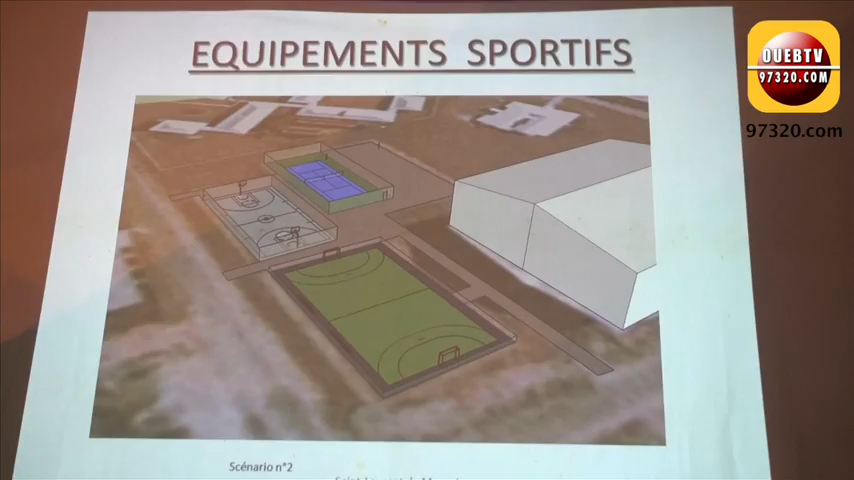 EQUIPEMENTS SPORTIFS
OUEBTV
97320.COM
97320.com
Scénario n°2